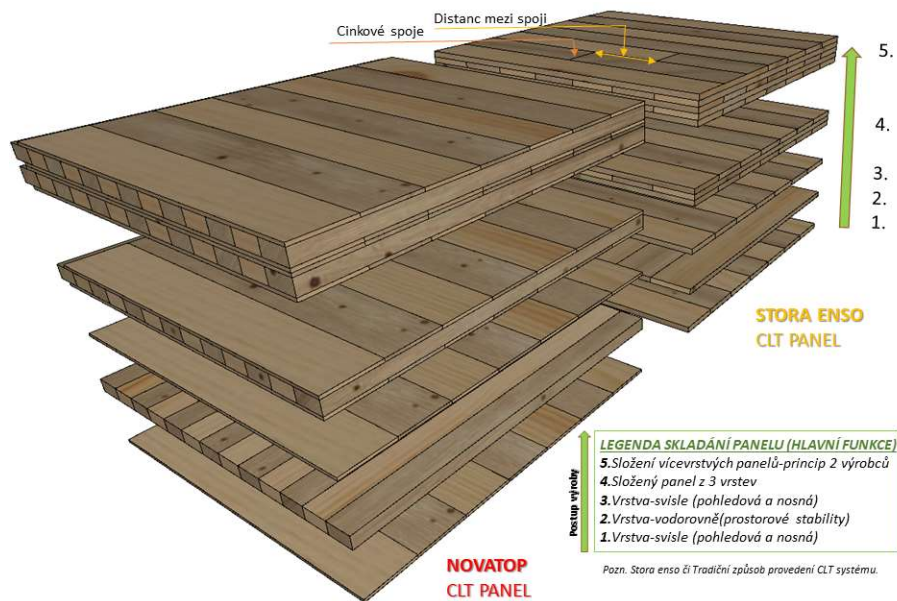 Distanc mezi spoji
Cinkové spoje
5.
4.
3.
2.
1.
STORA ENSO
CLT PANEL
Postup výroby
LEGENDA SKLADÁNÍ PANELU (HLAVNÍ FUNKCE)
5.Složení vícevrstvých panelů-princip 2 výrobců
4.Složený panel z 3 vrstev
3.Vrstva-svisle (pohledová a nosná)
2.Vrstva-vodorovně(prostorové stability)
1.Vrstva-svisle (pohledová a nosná)
NOVATOP
CLT PANEL
Pozn. Stora enso či Tradiční způsob provedení CLT systému.